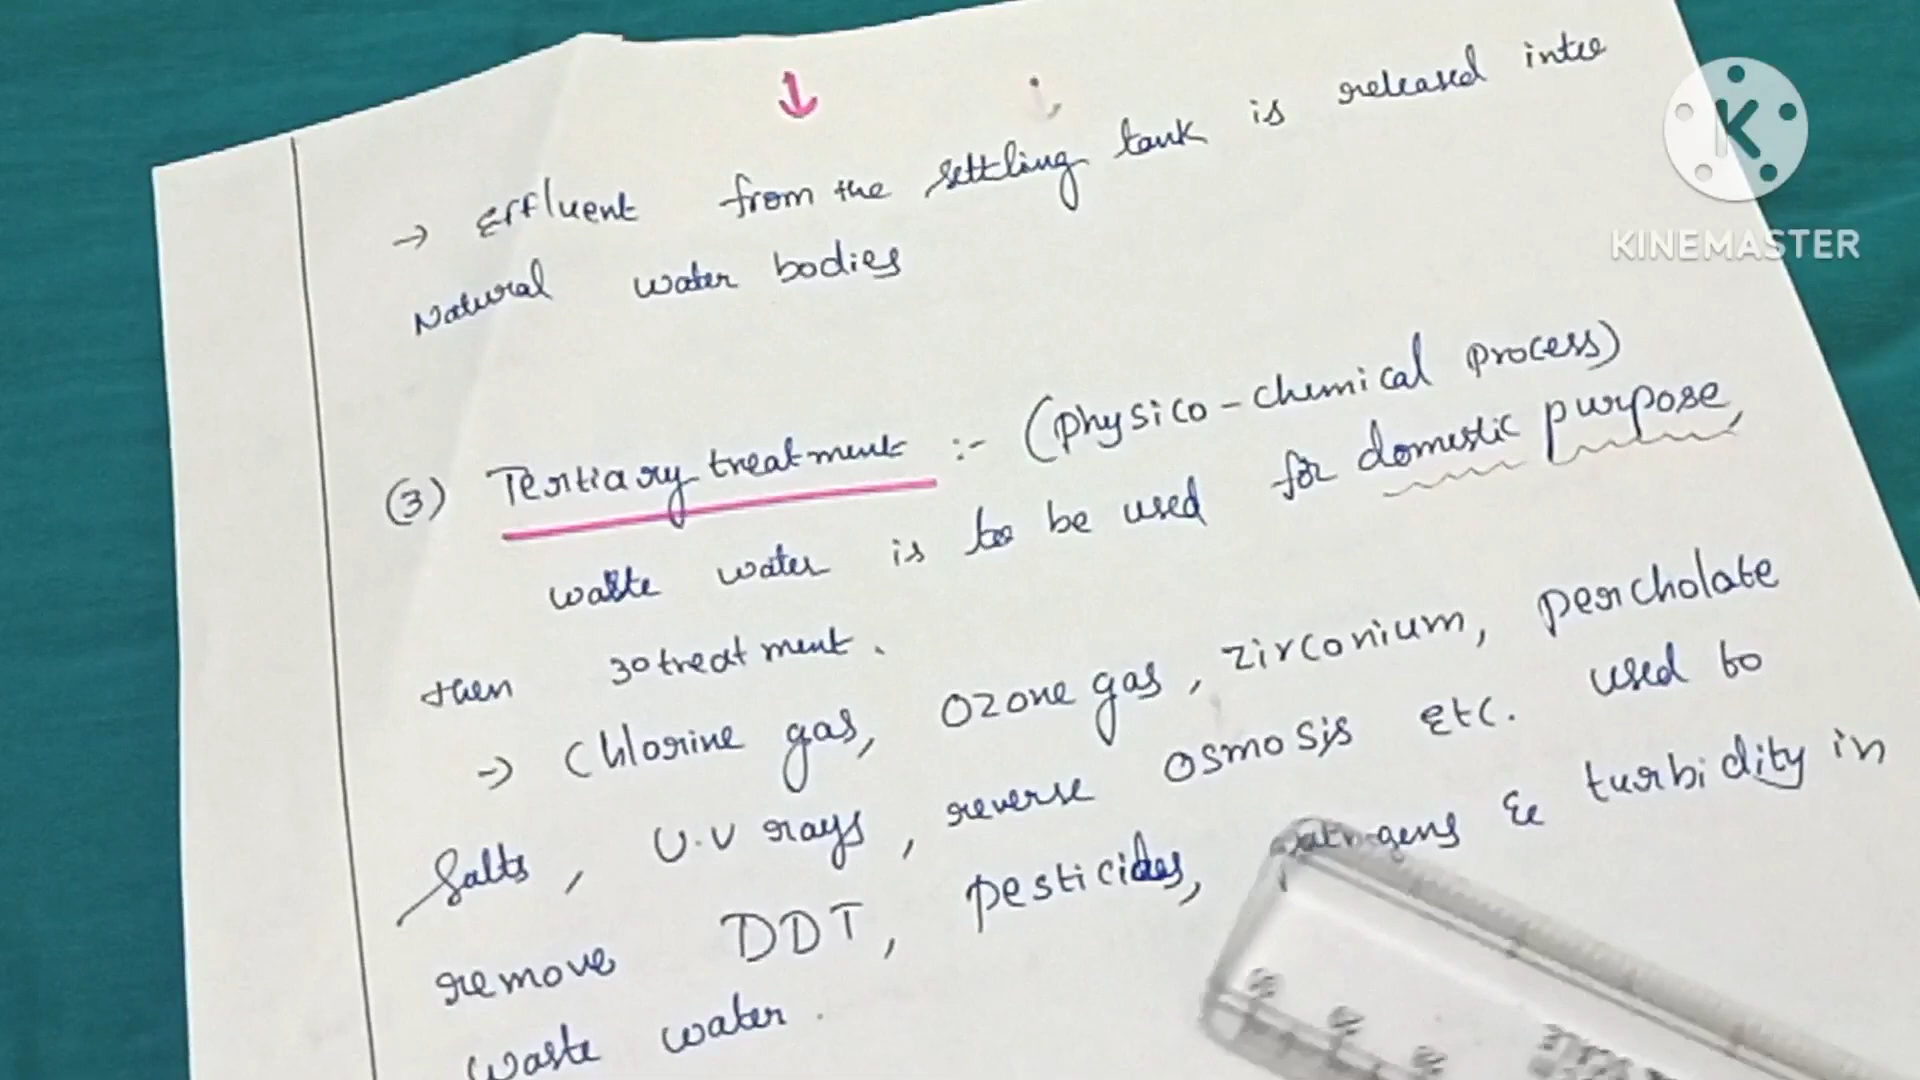 → Effluent from the settling tank is released into
Natural water bodies
(3) Tertiary treatment :- (physico-chemical process)
waste water is to be used for domestic purpose,
then 3o treatment.
→ Chlorine gas, ozone gas, zirconium, percholate
Salts, U.V rays, reverse osmosis Etc. used to
remove DDT, pesticides, pathogens & turbidity in
waste water.
KINEMASTER